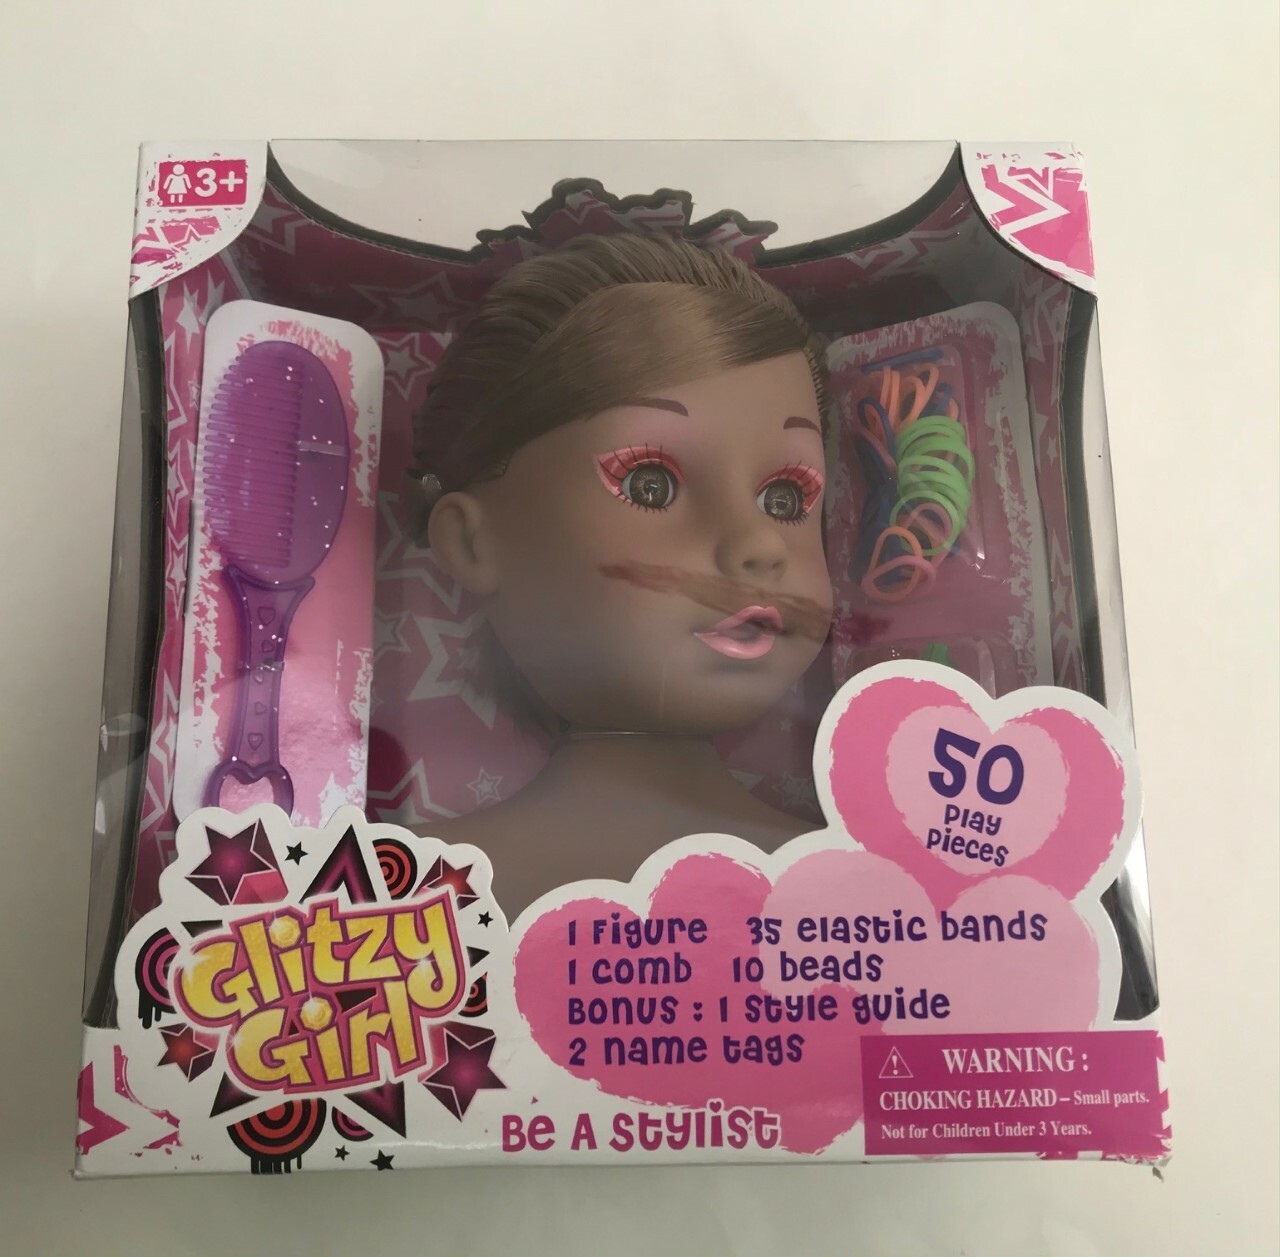 3+
50
Play
Pieces
Glitzy
Girl
1 Figure 35 elastic bands
1 comb 10 beads
Bonus : 1 style guide
2 name tags
Be A Stylist
WARNING :
CHOKING HAZARD – Small parts.
Not for Children Under 3 Years.